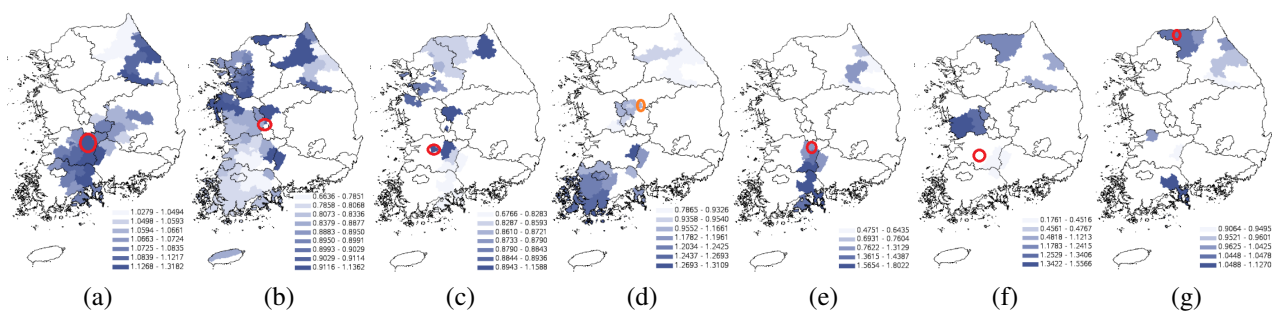 1.0279 - 1.0494
1.0498 - 1.0593
1.0594 - 1.0661
1.0663 - 1.0724
1.0725 - 1.0835
1.0839 - 1.1217
1.1268 - 1.3182
(a)
0.6636 - 0.7851
0.7858 - 0.8068
0.8073 - 0.8336
0.8379 - 0.8877
0.8883 - 0.8950
0.8950 - 0.8991
0.8993 - 0.9029
0.9029 - 0.9114
0.9116 - 1.1362
(b)
0.6766 - 0.8283
0.8287 - 0.8593
0.8610 - 0.8721
0.8733 - 0.8790
0.8790 - 0.8843
0.8844 - 0.8936
0.8943 - 1.1588
(c)
0.7865 - 0.9326
0.9358 - 0.9540
0.9552 - 1.1661
1.1782 - 1.1961
1.2034 - 1.2425
1.2437 - 1.2693
1.2693 - 1.3109
(d)
0.4751 - 0.6435
0.6931 - 0.7604
0.7622 - 1.3129
1.3615 - 1.4387
1.5654 - 1.8022
(e)
0.1761 - 0.4516
0.4561 - 0.4767
0.4818 - 1.1213
1.1783 - 1.2415
1.2529 - 1.3406
1.3422 - 1.5566
(f)
0.9064 - 0.9495
0.9521 - 0.9601
0.9625 - 1.0425
1.0448 - 1.0478
1.0488 - 1.1270
(g)